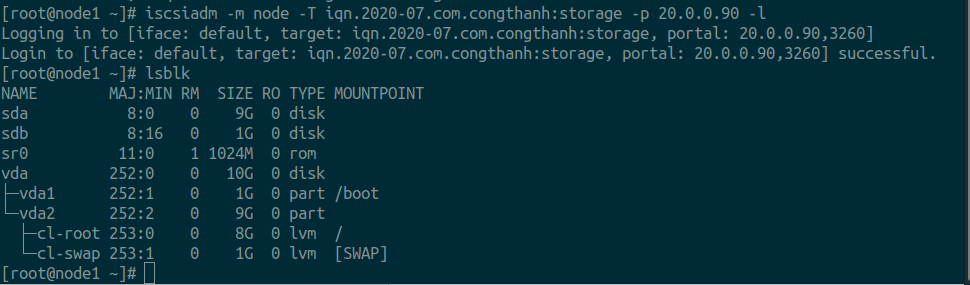 [root@node1 ~]# iscsiadm -m node -T iqn.2020-07.com.congthanh:storage -p 20.0.0.90 -l
Logging in to [iface: default, target: iqn.2020-07.com.congthanh:storage, portal: 20.0.0.90,3260]
Login to [iface: default, target: iqn.2020-07.com.congthanh:storage, portal: 20.0.0.90,3260] successful.
[root@node1 ~]# lsblk
NAME        MAJ:MIN RM  SIZE RO TYPE MOUNTPOINT
sda           8:0    0    9G  0 disk
sdb           8:16   0    1G  0 disk
sr0          11:0    1 1024M  0 rom
vda         252:0    0   10G  0 disk
├─vda1      252:1    0    1G  0 part /boot
└─vda2      252:2    0    9G  0 part
  ├─cl-root 253:0    0    8G  0 lvm  /
  └─cl-swap 253:1    0    1G  0 lvm  [SWAP]
[root@node1 ~]#